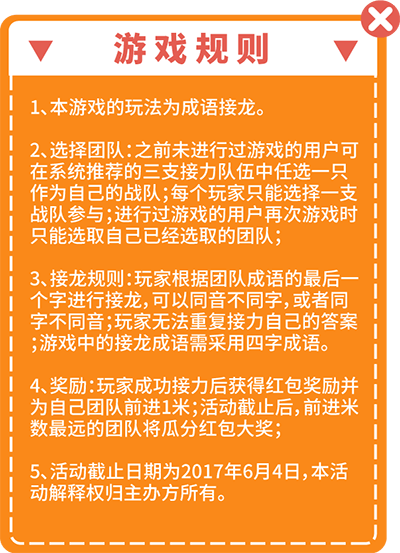 游戏规则
1、本游戏的玩法为成语接龙。
2、选择团队：之前未进行过游戏的用户可
在系统推荐的三支接力队伍中任选一只
作为自己的战队；每个玩家只能选择一支
战队参与；进行过游戏的用户再次游戏时
只能选取自己已经选取的团队；
3、接龙规则：玩家根据团队成语的最后一
个字进行接龙，可以同音不同字，或者同
字不同音；玩家无法重复接力自己的答案
；游戏中的接龙成语需采用四字成语。
4、奖励：玩家成功接力后获得红包奖励并
为自己团队前进1米；活动截止后，前进米
数最远的团队将瓜分红包大奖；
5、活动截止日期为2017年6月4日，本活
动解释权归主办方所有。